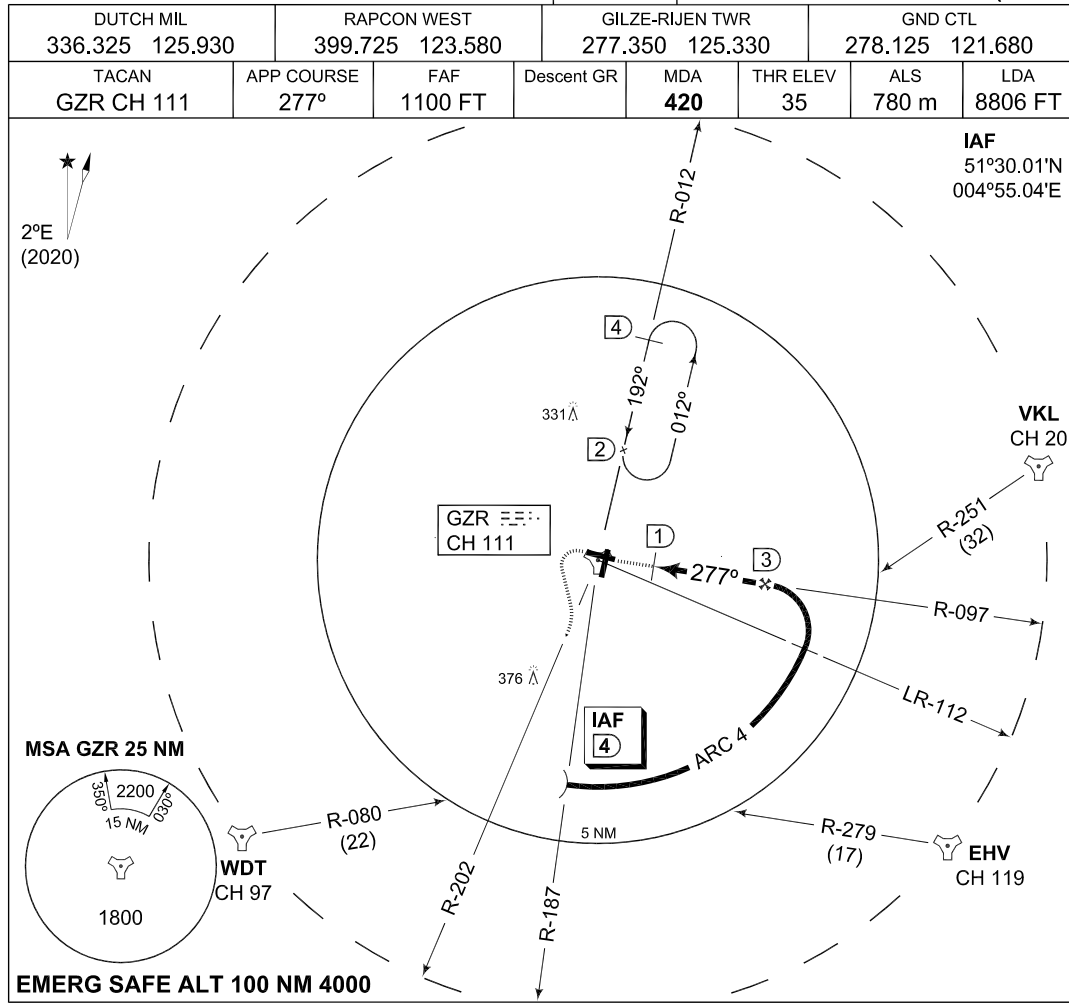 DUTCH MIL
336.325 125.930
RAPCON WEST
399.725 123.580
GILZE-RIJEN TWR
277.350 125.330
GND CTL
278.125 121.680
TACAN
GZR CH 111
APP COURSE
277º
FAF
1100 FT
Descent GR
MDA
420
THR ELEV
35
ALS
780 m
LDA
8806 FT
IAF
51º30.01'N
004º55.04'E
2ºE
(2020)
R-012
4
192º
012º
331
2
VKL
CH 20
R-251
(32)
GZR
CH 111
1
277º
3
R-097
LR-112
376
IAF
4
ARC 4
MSA GZR 25 NM
350º
2200
030º
15 NM
1800
R-080
(22)
WDT
CH 97
5 NM
R-279
(17)
EHV
CH 119
R-202
R-187
EMERG SAFE ALT 100 NM 4000